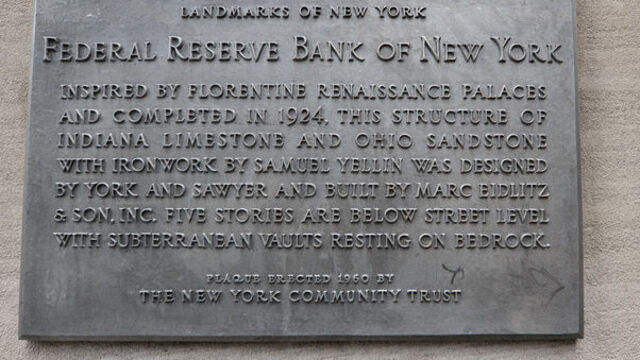 LANDMARKS OF NEW YORK
FEDERAL RESERVE BANK OF NEW YORK
INSPIRED BY FLORENTINE RENAISSANCE PALACES
AND COMPLETED IN 1924, THIS STRUCTURE OF
INDIANA LIMESTONE AND OHIO SANDSTONE
WITH IRONWORK BY SAMUEL YELLIN WAS DESIGNED
BY YORK AND SAWYER AND BUILT BY MARC EIDLITZ
& SON, INC. FIVE STORIES ARE BELOW STREET LEVEL
WITH SUBTERRANEAN VAULTS RESTING ON BEDROCK.
PLAQUE ERECTED 1960 BY
THE NEW YORK COMMUNITY TRUST